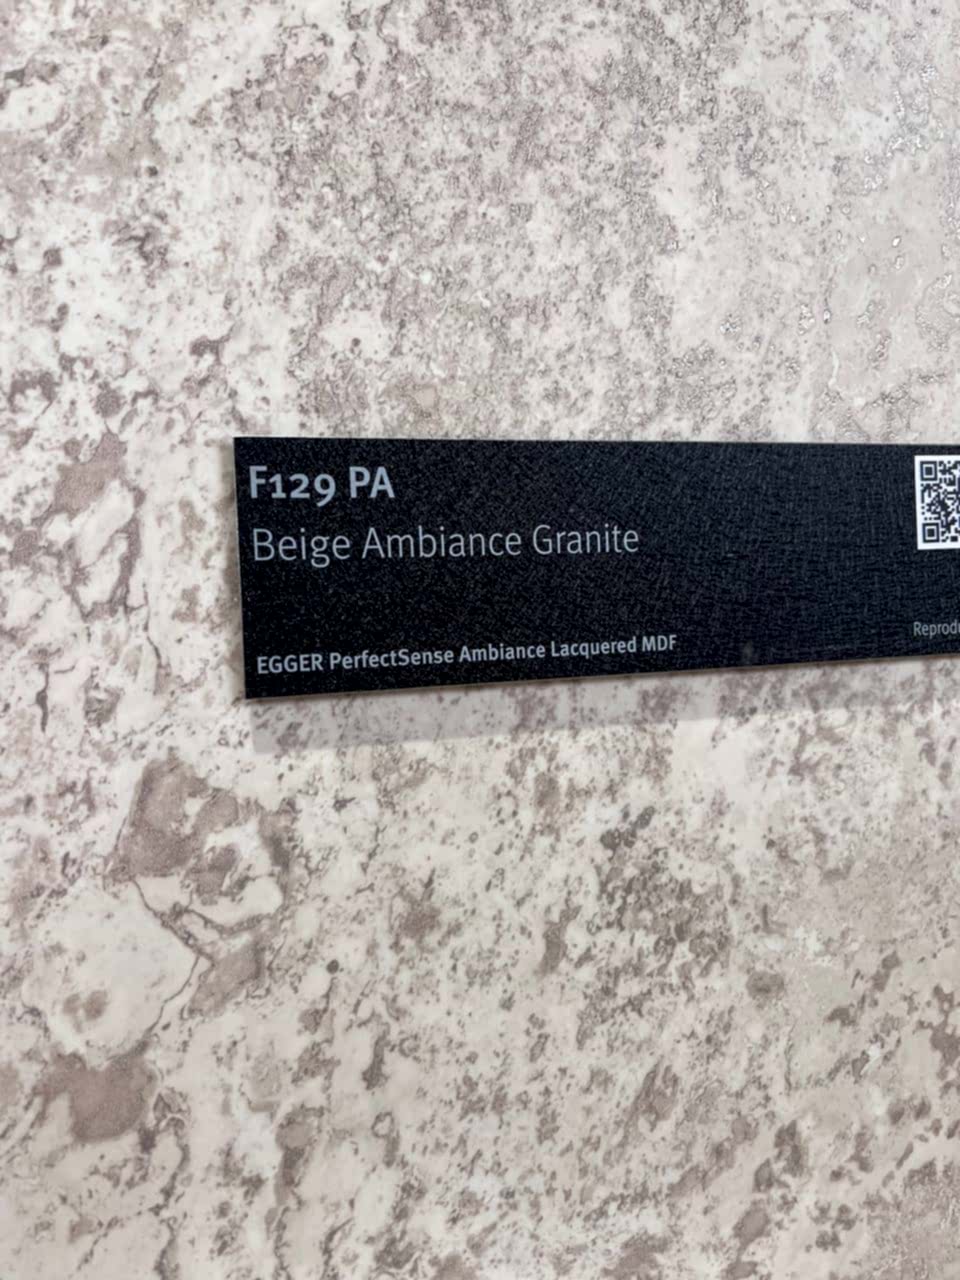 F129 PA
Beige Ambiance Granite
EGGER PerfectSense Ambiance Lacquered MDF